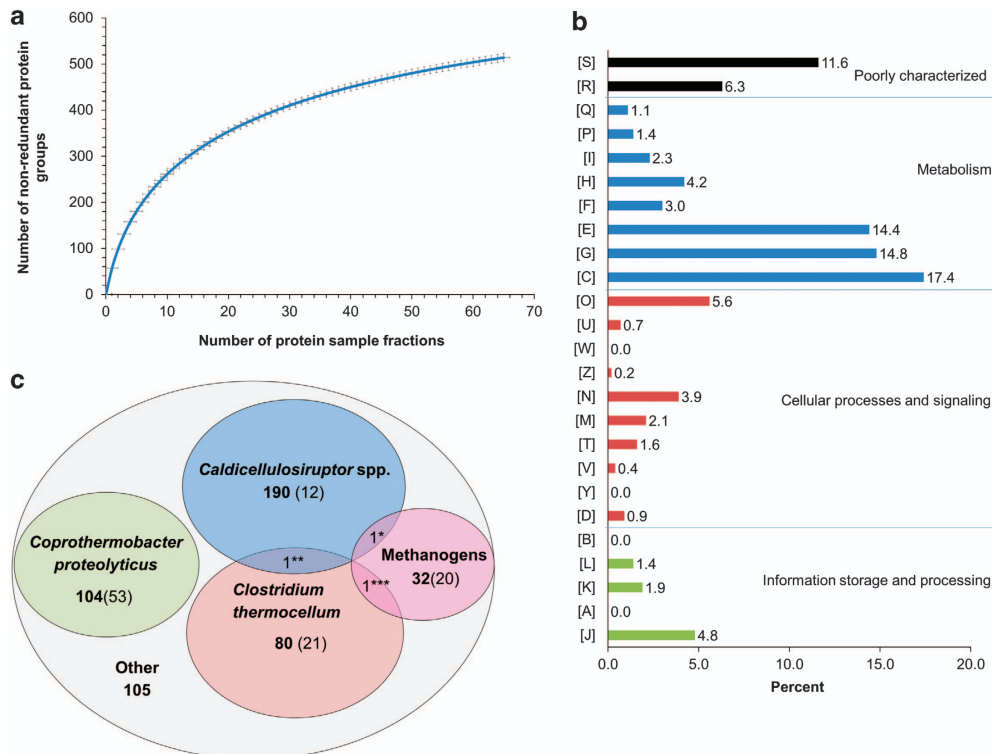 a
600
500
400
300
200
100
0
Number of non-redundant protein
groups
0 10 20 30 40 50 60 70
Number of protein sample fractions
b
[S] 11.6
[R] 6.3
Poorly characterized
[Q] 1.1
[P] 1.4
[I] 2.3
[H] 4.2
[F] 3.0
[E] 14.4
[G] 14.8
[C] 17.4
Metabolism
[O] 5.6
[U] 0.7
[W] 0.0
[Z] 0.2
[N] 3.9
[M] 2.1
[T] 1.6
[V] 0.4
[Y] 0.0
[D] 0.9
Cellular processes and signaling
[B] 0.0
[L] 1.4
[K] 1.9
[A] 0.0
[J] 4.8
Information storage and processing
0.0 5.0 10.0 15.0 20.0
Percent
c
Caldicellulosiruptor spp.
190 (12)
1*
Methanogens
32(20)
1**
1***
Coprothermobacter
proteolyticus
104(53)
Clostridium
thermocellum
80 (21)
Other
105